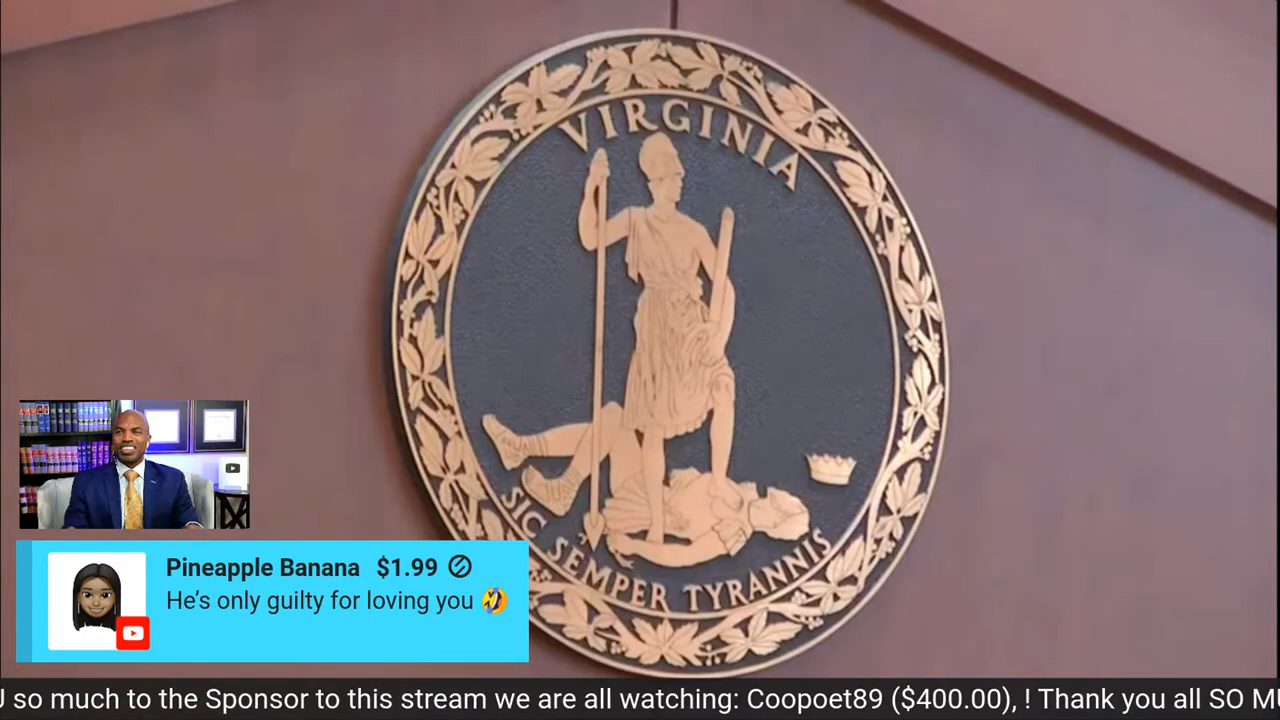 VIRGINIA
SIC SEMPER TYRANNIS
Pineapple Banana $1.99
He’s only guilty for loving you 🤣
so much to the Sponsor to this stream we are all watching: Coopoet89 ($400.00), ! Thank you all SO